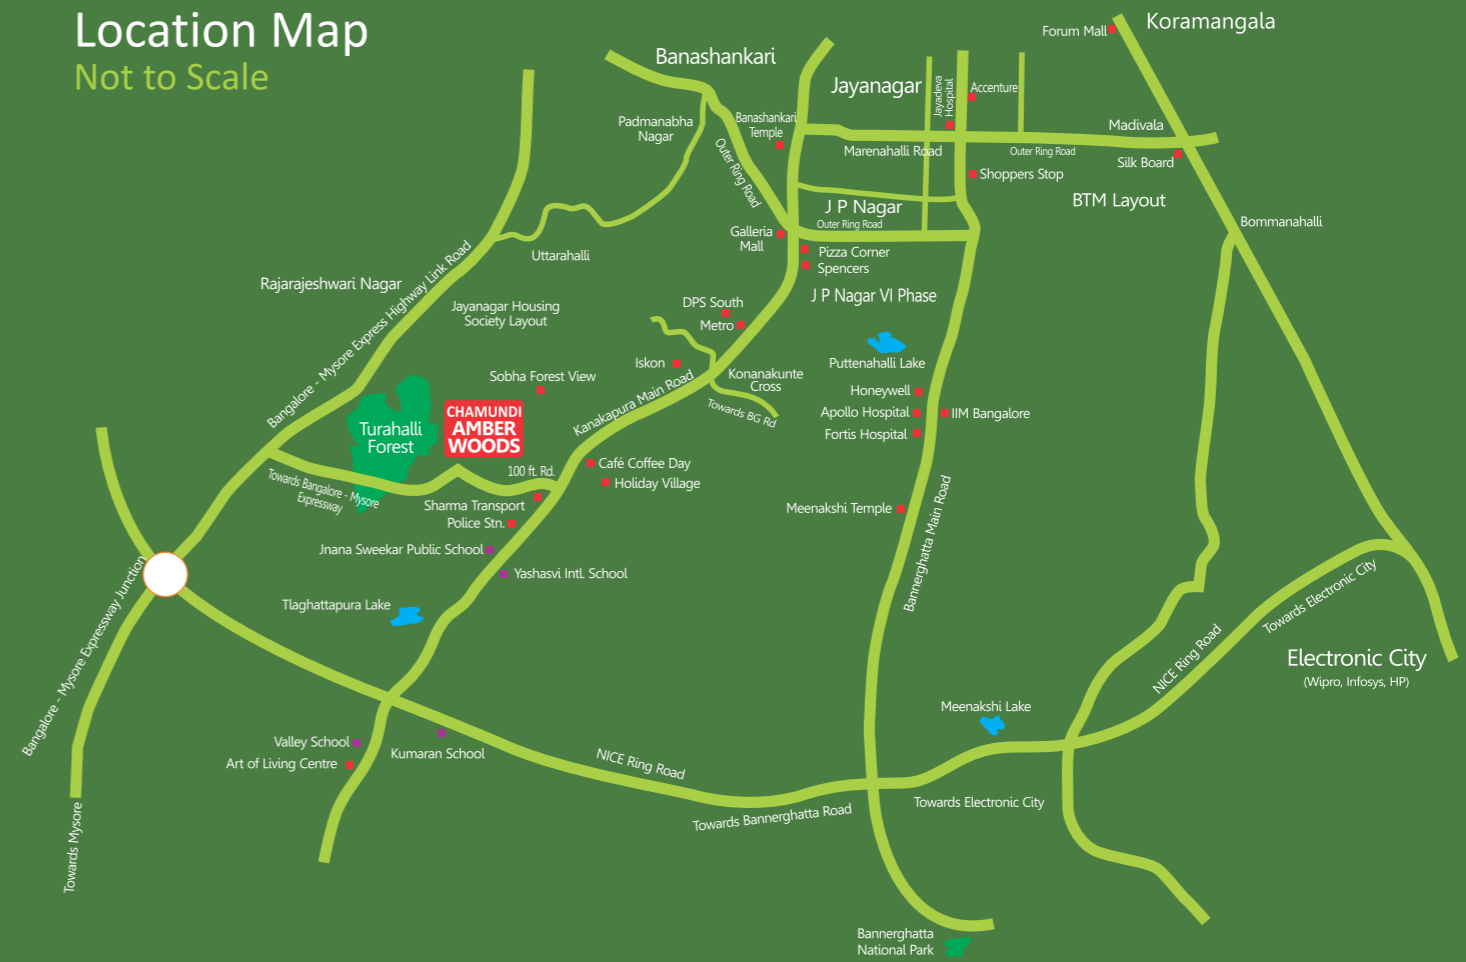 Location Map
Not to Scale
Koramangala
Forum Mall
Banashankari
Jayanagar
Jayadeva
Hospital
Accenture
Padmanabha
Nagar
Banashankari
Temple
Outer Ring Road
Marenahalli Road
Outer Ring Road
Madivala
Silk Board
Shoppers Stop
BTM Layout
J P Nagar
Outer Ring Road
Bommanahalli
Galleria
Mall
Pizza Corner
Spencers
Uttarahalli
Rajarajeshwari Nagar
Bangalore - Mysore Express Highway Link Road
Jayanagar Housing
Society Layout
DPS South
Metro
J P Nagar VI Phase
Puttenahalli Lake
Iskon
Konanakunte
Cross
Towards BG Rd
Sobha Forest View
Kanakapura Main Road
Honeywell
Apollo Hospital
IIM Bangalore
Fortis Hospital
Turahalli
Forest
CHAMUNDI
AMBER
WOODS
100 ft. Rd.
Café Coffee Day
Holiday Village
Towards Bangalore - Mysore
Expressway
Sharma Transport
Police Stn.
Meenakshi Temple
Bannerghatta Main Road
Jnana Sweekar Public School
Yashasvi Intl. School
Tlaghattapura Lake
Bangalore - Mysore Expressway Junction
Towards Electronic City
NICE Ring Road
Electronic City
(Wipro, Infosys, HP)
Meenakshi Lake
Valley School
Art of Living Centre
Kumaran School
NICE Ring Road
Towards Bannerghatta Road
Towards Electronic City
Towards Mysore
Bannerghatta
National Park